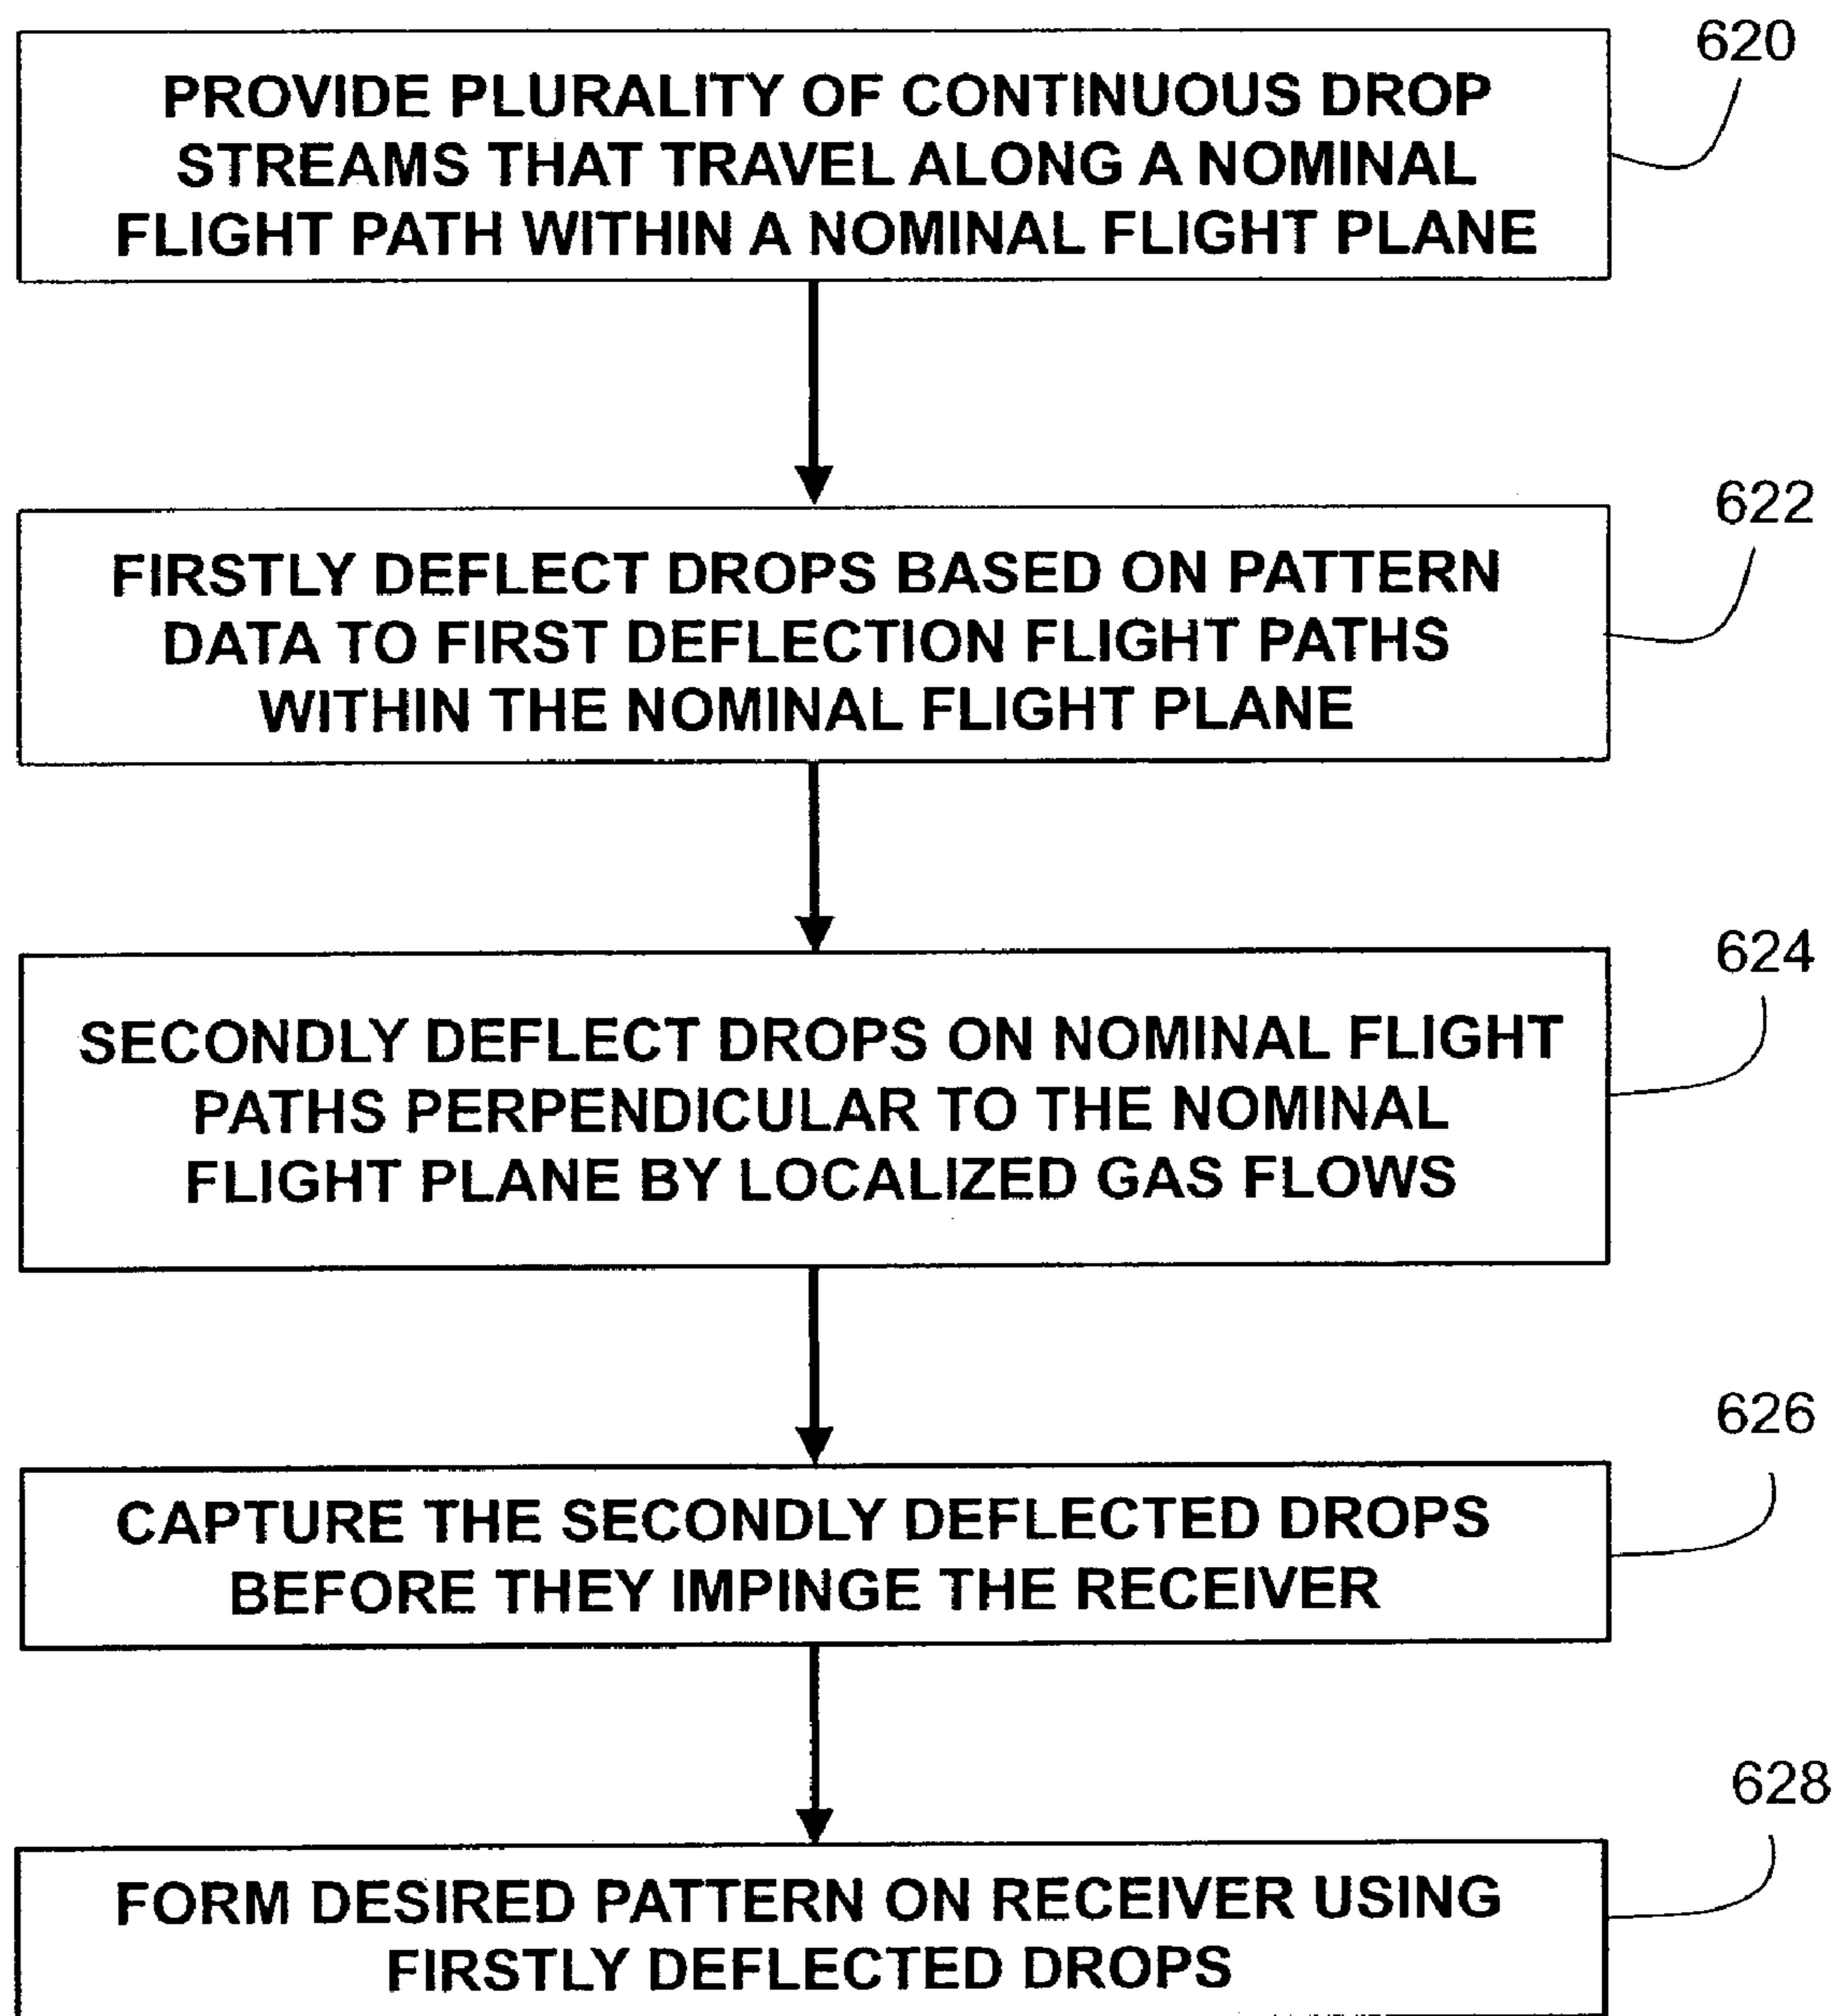 620
PROVIDE PLURALITY OF CONTINUOUS DROP
STREAMS THAT TRAVEL ALONG A NOMINAL
FLIGHT PATH WITHIN A NOMINAL FLIGHT PLANE
622
FIRSTLY DEFLECT DROPS BASED ON PATTERN
DATA TO FIRST DEFLECTION FLIGHT PATHS
WITHIN THE NOMINAL FLIGHT PLANE
624
SECONDLY DEFLECT DROPS ON NOMINAL FLIGHT
PATHS PERPENDICULAR TO THE NOMINAL
FLIGHT PLANE BY LOCALIZED GAS FLOWS
626
CAPTURE THE SECONDLY DEFLECTED DROPS
BEFORE THEY IMPINGE THE RECEIVER
628
FORM DESIRED PATTERN ON RECEIVER USING
FIRSTLY DEFLECTED DROPS